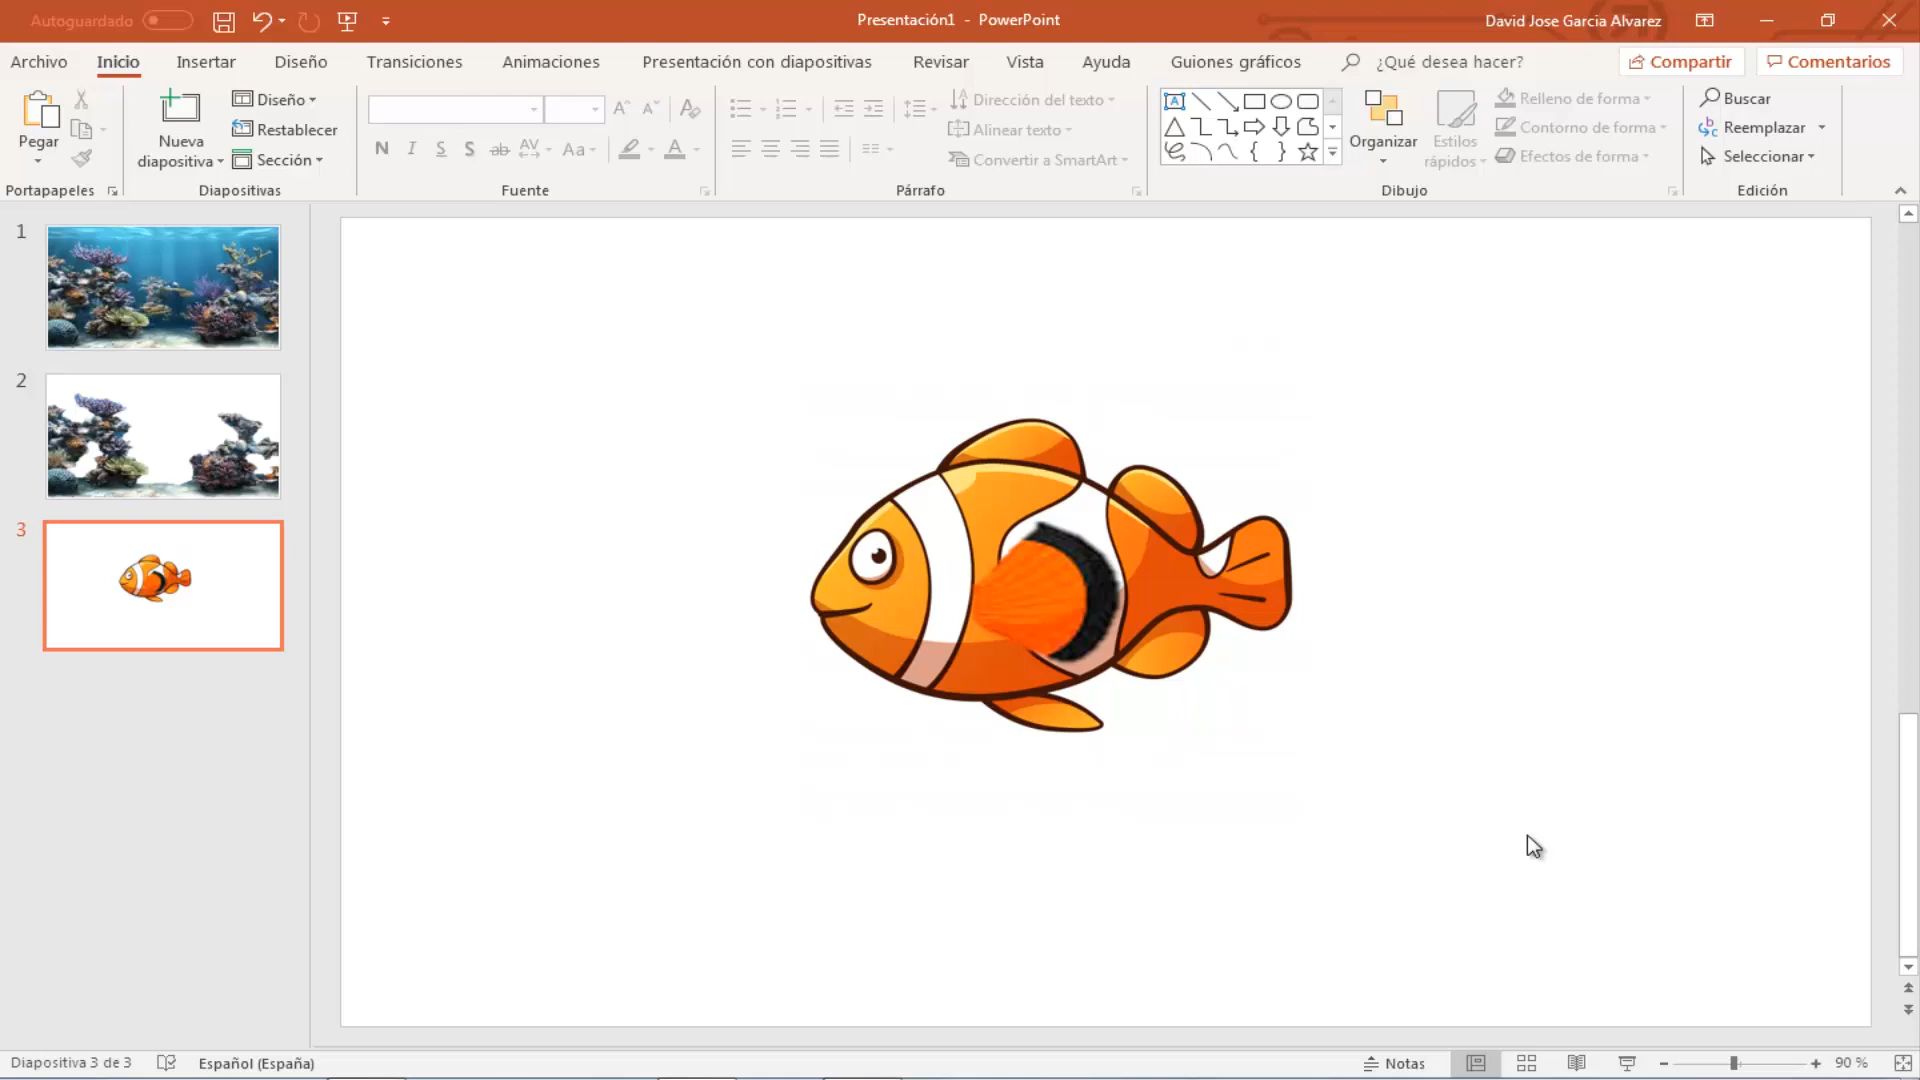 Autoguardado
Presentación1 - PowerPoint
David Jose Garcia Alvarez
Archivo Inicio Insertar Diseño Transiciones Animaciones Presentación con diapositivas Revisar Vista Ayuda Guiones gráficos ¿Qué desea hacer? Compartir Comentarios
Pegar
Nueva
diapositiva
Diseño
Restablecer
Sección
N I S S ab AV Aa A
Dirección del texto
Alinear texto
Convertir a SmartArt
Organizar
Estilos
rápidos
Relleno de forma
Contorno de forma
Efectos de forma
Buscar
Reemplazar
Seleccionar
Portapapeles Diapositivas Fuente Párrafo Dibujo Edición
1
2
3
Diapositiva 3 de 3 Español (España) Notas 90 %